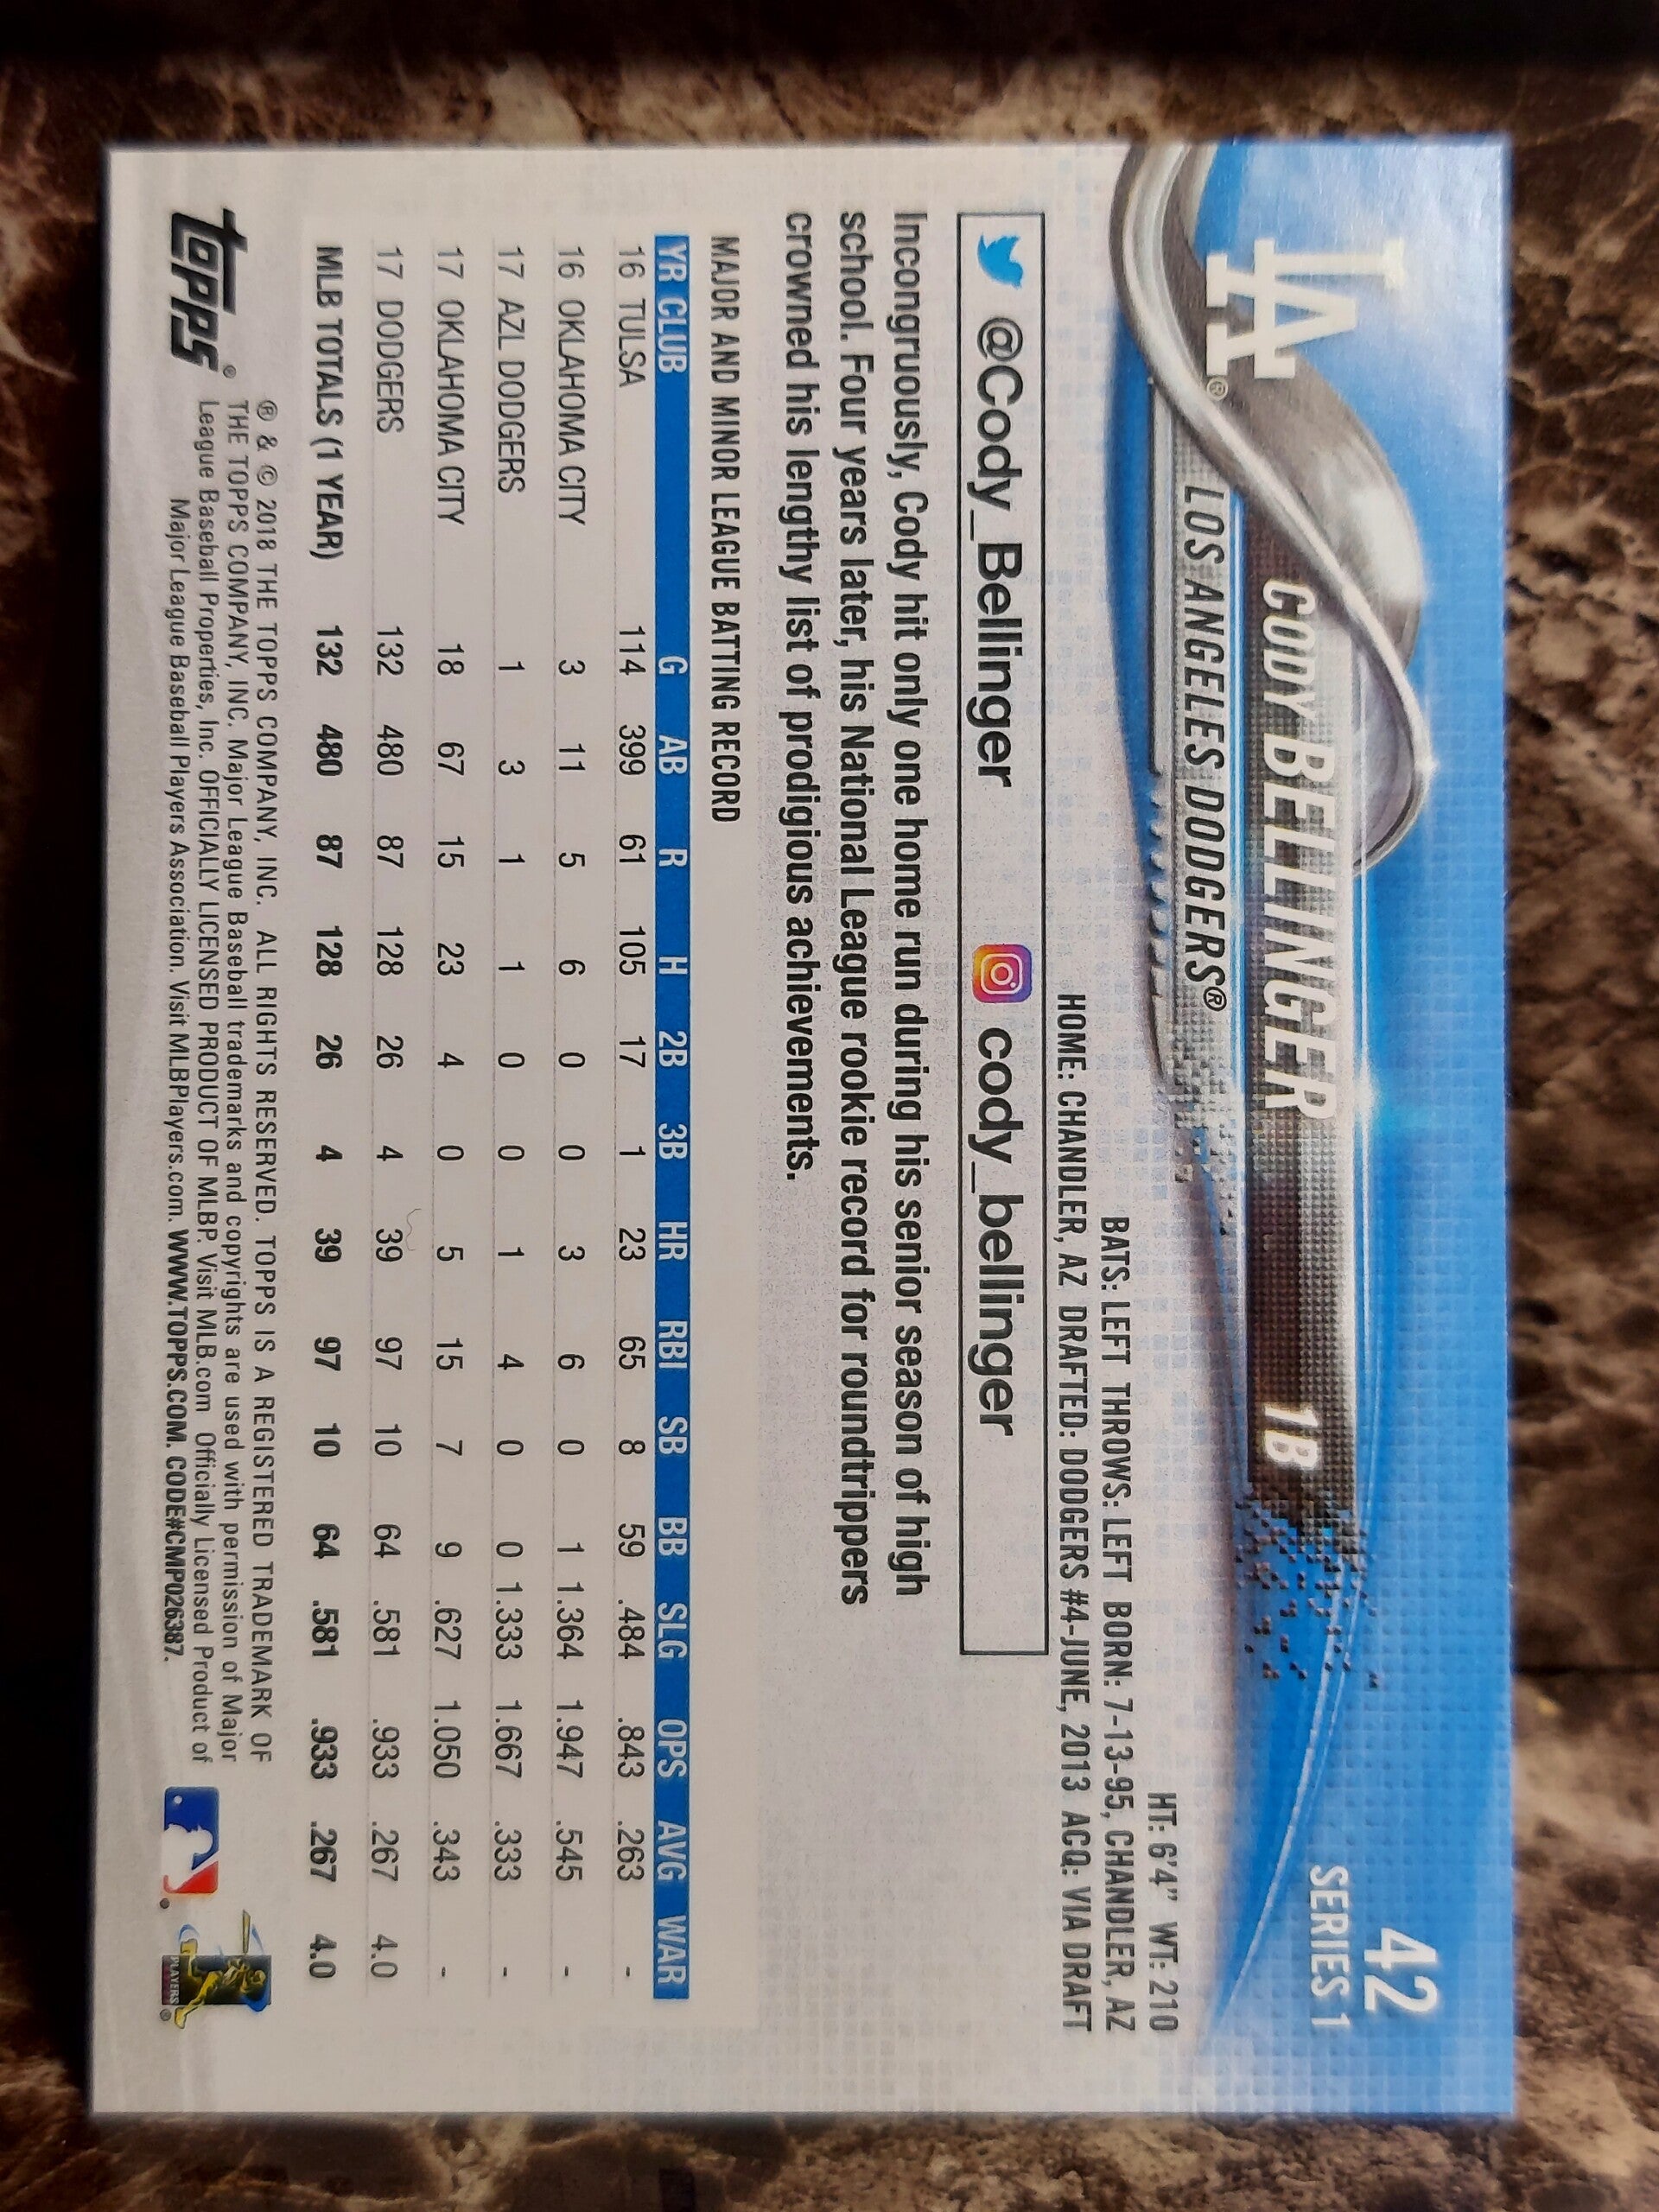 42
SERIES 1
CODY BELLINGER 1B
LA®
LOS ANGELES DODGERS®
HT: 6'4" WT: 210
BATS: LEFT THROWS: LEFT BORN: 7-13-95, CHANDLER, AZ
HOME: CHANDLER, AZ DRAFTED: DODGERS #4-JUNE, 2013 ACQ: VIA DRAFT
@Cody_Bellinger cody_bellinger
Incongruously, Cody hit only one home run during his senior season of high
school. Four years later, his National League rookie record for roundtrippers
crowned his lengthy list of prodigious achievements.
MAJOR AND MINOR LEAGUE BATTING RECORD
YR CLUB G AB R H 2B 3B HR RBI SB BB SLG OPS AVG WAR
16 TULSA 114 399 61 105 17 1 23 65 8 59 .484 .843 .263 -
16 OKLAHOMA CITY 3 11 5 6 0 0 3 6 0 1 1.364 1.947 .545 -
17 AZL DODGERS 1 3 1 1 0 0 1 4 0 0 1.333 1.667 .333 -
17 OKLAHOMA CITY 18 67 15 23 4 0 5 15 7 9 .627 1.050 .343 -
17 DODGERS 132 480 87 128 26 4 39 97 10 64 .581 .933 .267 4.0
MLB TOTALS (1 YEAR) 132 480 87 128 26 4 39 97 10 64 .581 .933 .267 4.0
topps®
® & © 2018 THE TOPPS COMPANY, INC. ALL RIGHTS RESERVED. TOPPS IS A REGISTERED TRADEMARK OF
THE TOPPS COMPANY, INC. Major League Baseball trademarks and copyrights are used with permission of Major
League Baseball Properties, Inc. OFFICIALLY LICENSED PRODUCT OF MLBP. Visit MLB.com Officially Licensed Product of
Major League Baseball Players Association. Visit MLBPlayers.com. WWW.TOPPS.COM. CODE#CMP026387.
PLAYERS